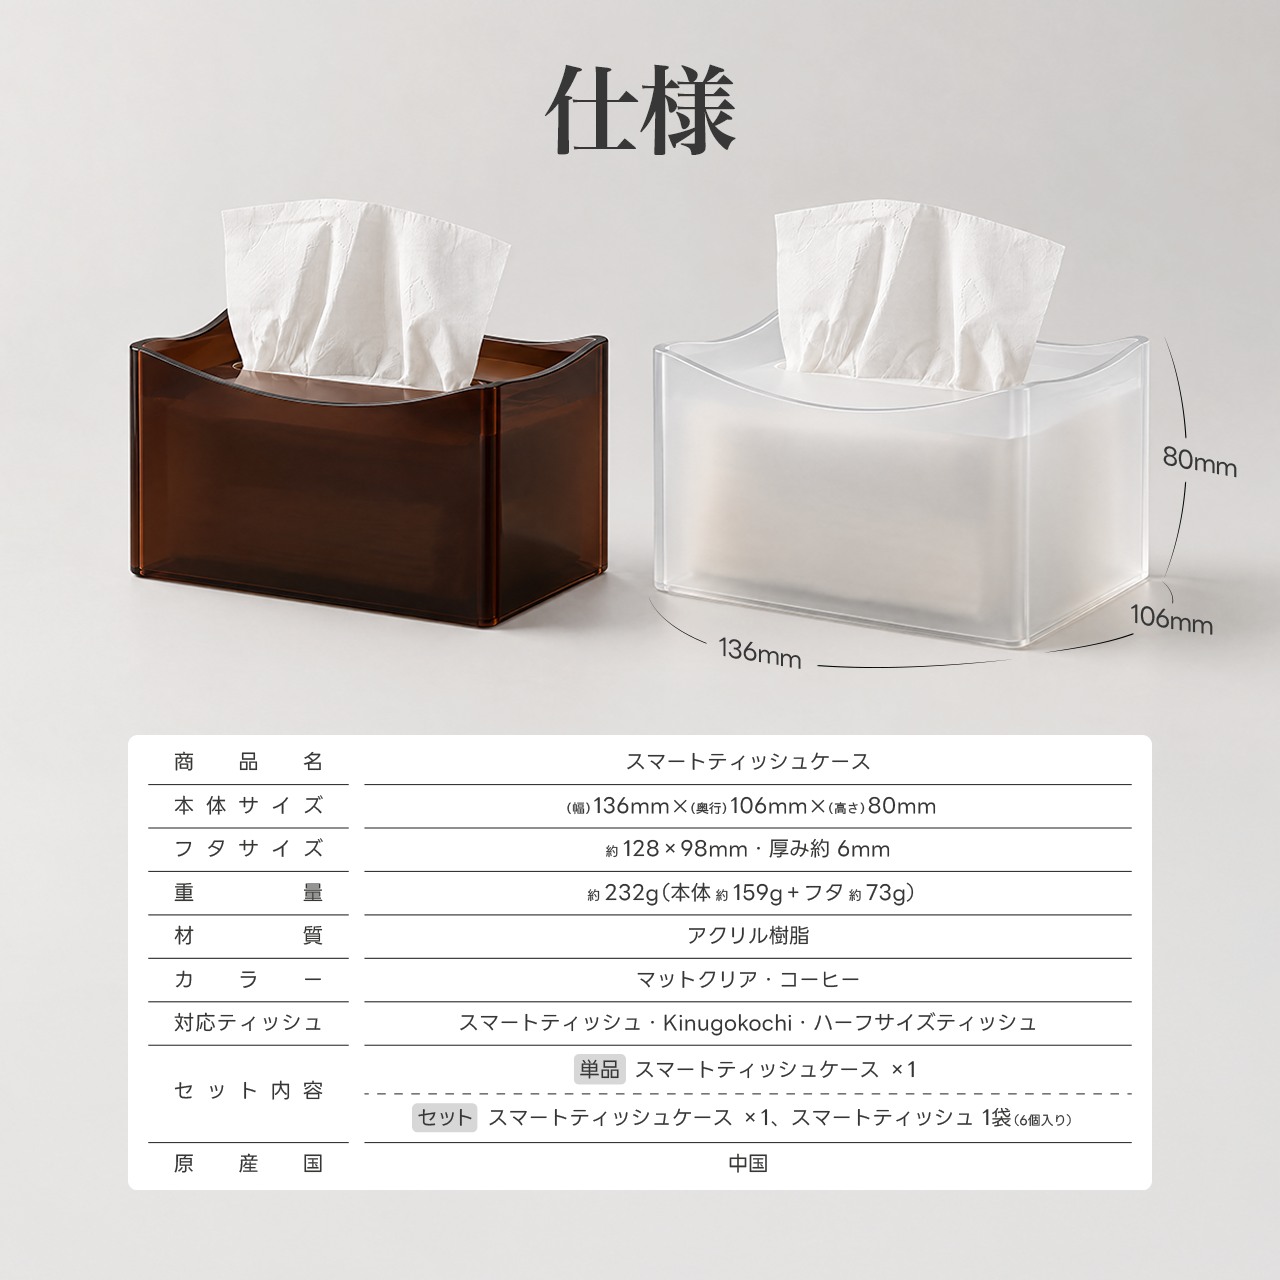 仕様
80mm
106mm
136mm
商品名 スマートティッシュケース
本体サイズ (幅)136mm×(奥行)106mm×(高さ)80mm
フタサイズ 約128×98mm・厚み約 6mm
重量 約232g(本体 約159g+フタ 約73g)
材質 アクリル樹脂
カラー マットクリア・コーヒー
対応ティッシュ スマートティッシュ・Kinugokochi・ハーフサイズティッシュ
セット内容
単品 スマートティッシュケース ×1
セット スマートティッシュケース ×1、スマートティッシュ 1袋(6個入り)
原産国 中国